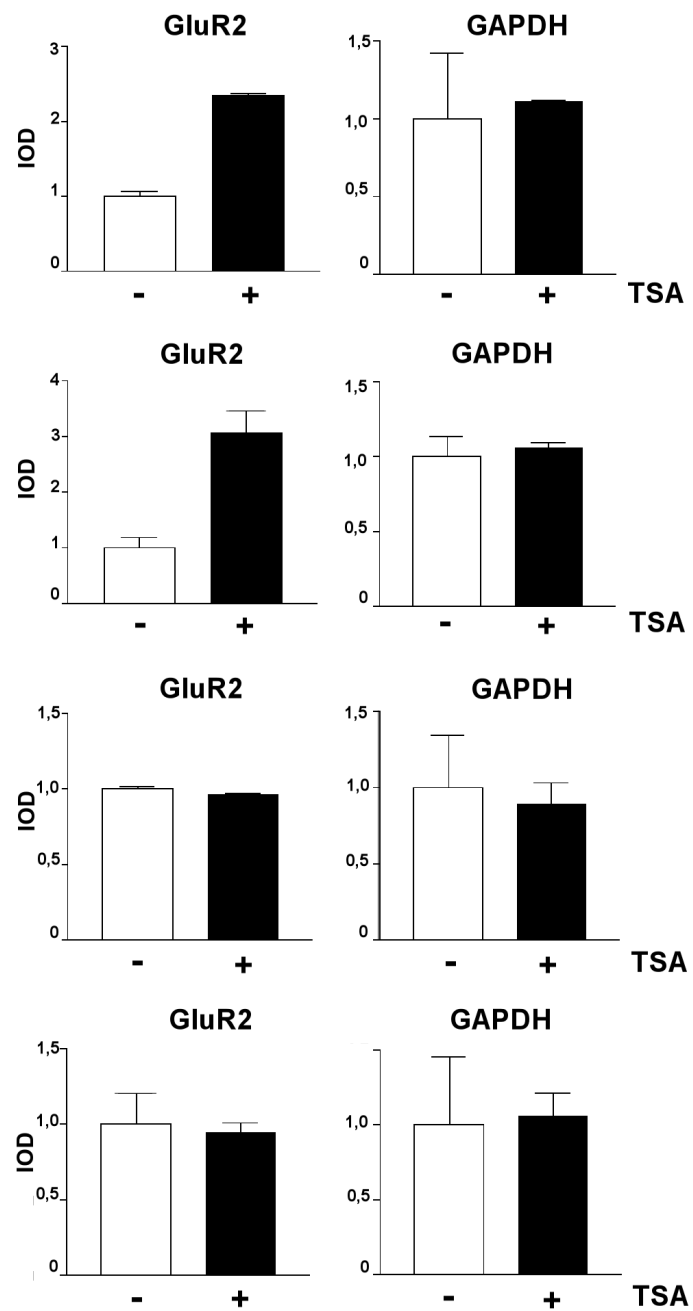 GluR2 GAPDH
3 1,5
2 1,0
IOD
1 0,5
0 0
- + - + TSA
GluR2 GAPDH
4 1,5
3 1,0
IOD
2
1 0,5
0 0
- + - + TSA
GluR2 GAPDH
1,5 1,5
1,0 1,0
IOD
0,5 0,5
0 0
- + - + TSA
GluR2 GAPDH
1,5
1,0 1,0
IOD
0,5 0,5
0 0
- + - + TSA